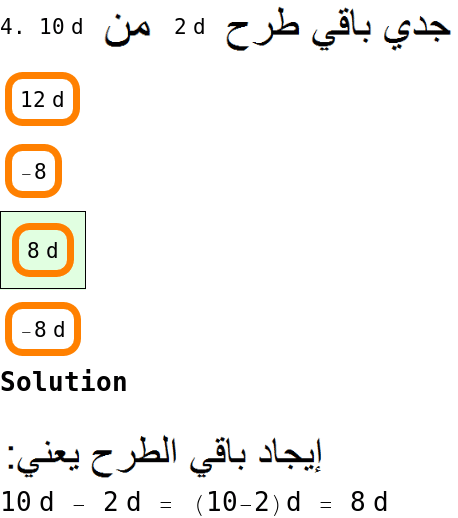 4. جدي باقي طرح 2 d من 10 d
12 d
-8
8 d
-8 d
Solution
إيجاد باقي الطرح يعني:
10 d - 2 d = (10-2) d = 8 d